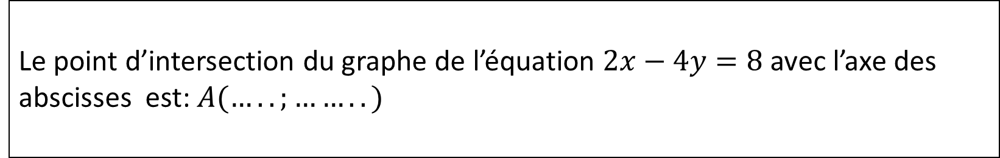 Le point d’intersection du graphe de l’équation 2𝑥 − 4𝑦 = 8 avec l’axe des
abscisses est: 𝐴(… . . ; … … . . )